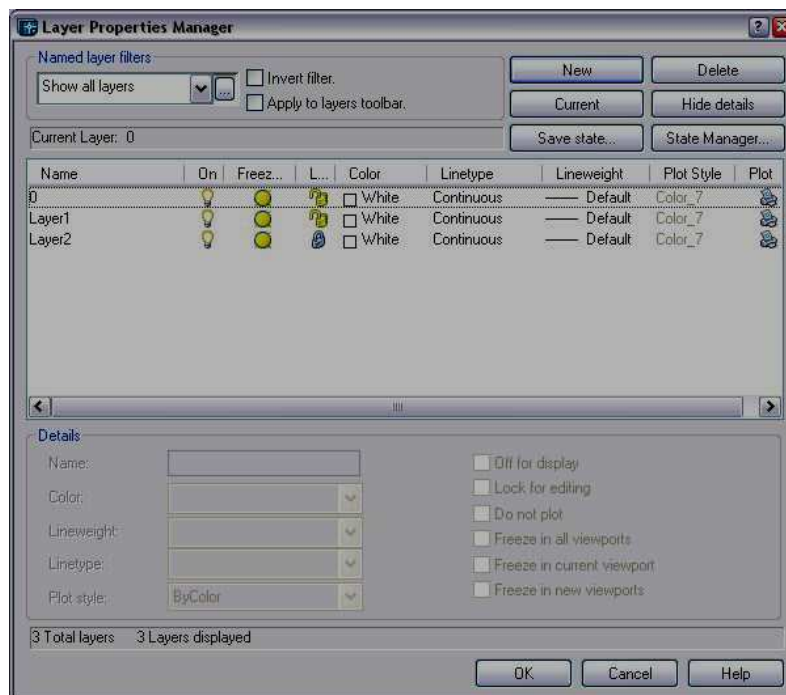 Layer Properties Manager
Named layer filters
Show all layers
...
Invert filter.
Apply to layers toolbar.
New
Delete
Current
Hide details
Current Layer: 0
Save state...
State Manager...
Name On Freez... L... Color Linetype Lineweight Plot Style Plot
0 White Continuous Default Color_7
Layer1 White Continuous Default Color_7
Layer2 White Continuous Default Color_7
Details
Name:
Color:
Lineweight:
Linetype:
Plot style: ByColor
Off for display
Lock for editing
Do not plot
Freeze in all viewports
Freeze in current viewport
Freeze in new viewports
3 Total layers 3 Layers displayed
OK Cancel Help